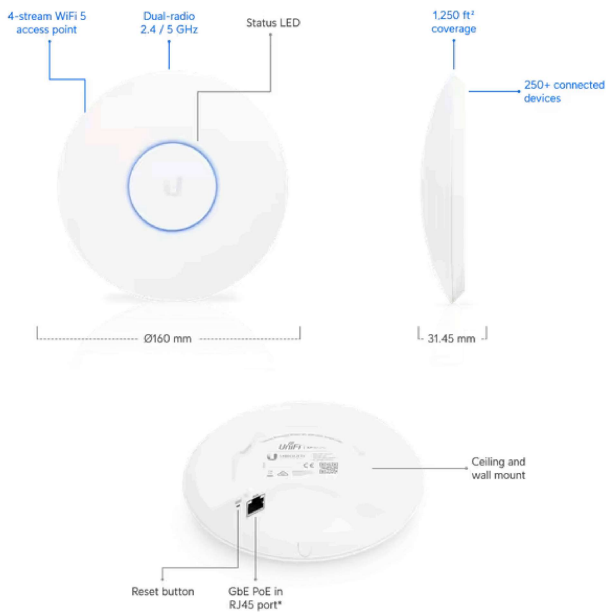 4-stream WiFi 5
access point
Dual-radio
2.4 / 5 GHz
Status LED
1,250 ft²
coverage
250+ connected
devices
Ø160 mm
31.45 mm
UniFi
Ceiling and
wall mount
Reset button
GbE PoE in
RJ45 port*